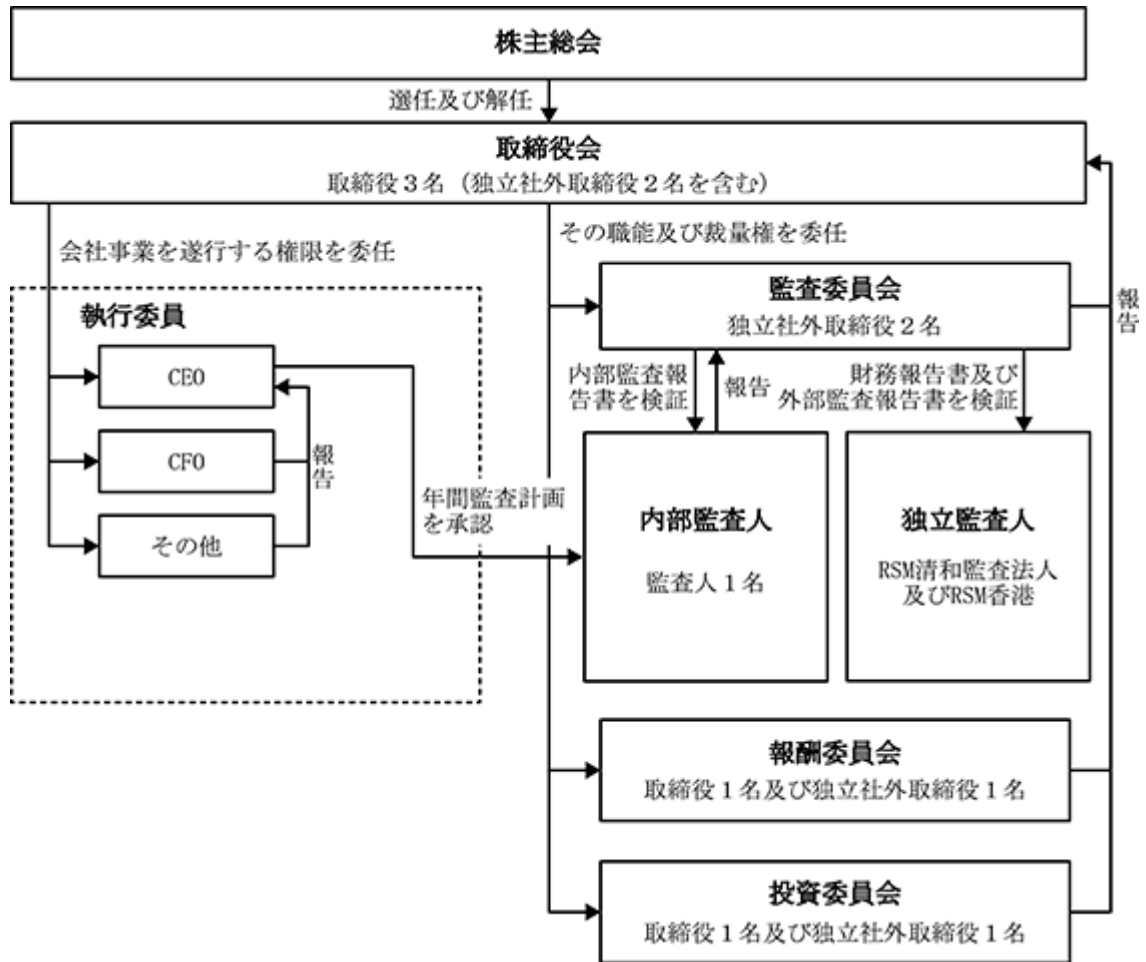 株主総会
選任及び解任
取締役会
取締役３名（独立社外取締役２名を含む）
会社事業を遂行する権限を委任
その職能及び裁量権を委任
執行委員
CEO
CFO
その他
報告
年間監査計画
を承認
監査委員会
独立社外取締役２名
内部監査報
告書を検証
報告
財務報告書及び
外部監査報告書を検証
報告
内部監査人
監査人１名
独立監査人
RSM清和監査法人
及びRSM香港
報酬委員会
取締役１名及び独立社外取締役１名
投資委員会
取締役１名及び独立社外取締役１名